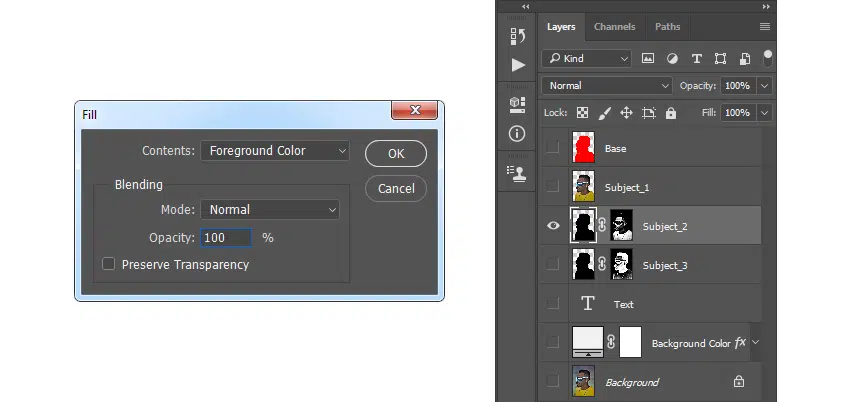 Fill
Contents: Foreground Color
OK
Blending
Cancel
Mode: Normal
Opacity: 100 %
Preserve Transparency
Layers Channels Paths
Kind
Normal Opacity: 100%
Lock: Fill: 100%
Base
Subject_1
Subject_2
Subject_3
Text
Background Color fx
Background